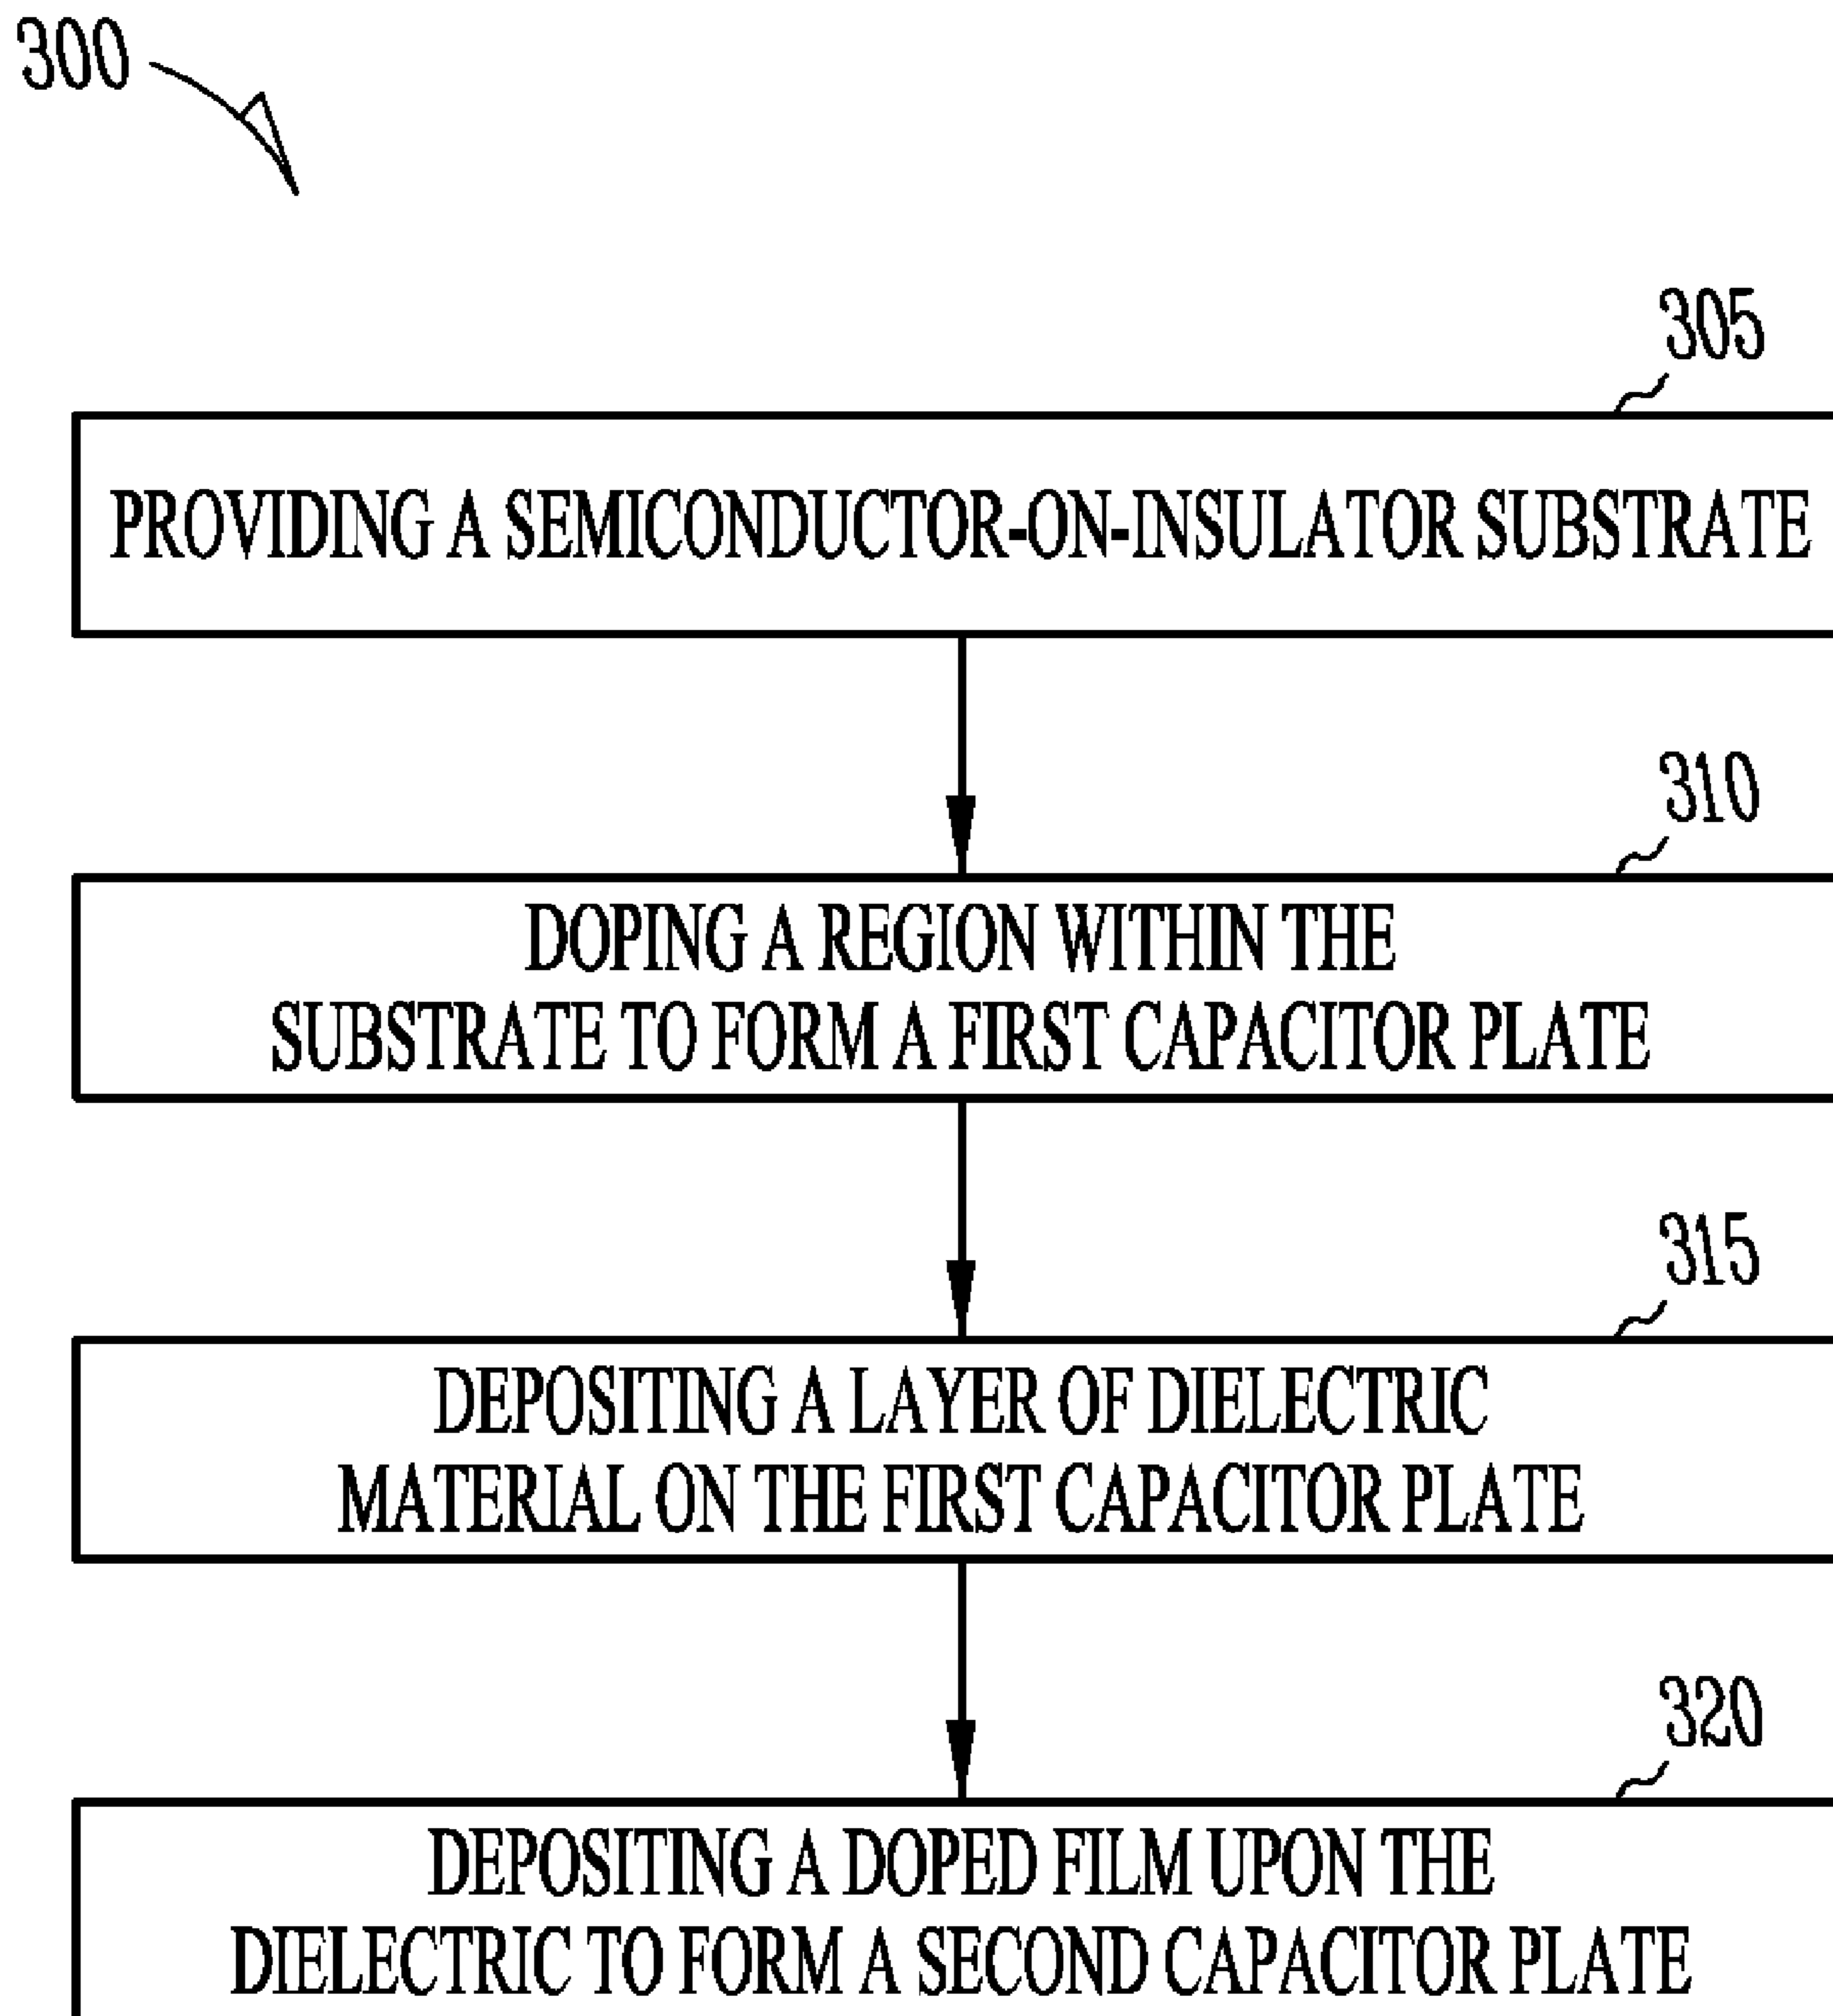 300
305
PROVIDING A SEMICONDUCTOR-ON-INSULATOR SUBSTRATE
310
DOPING A REGION WITHIN THE
SUBSTRATE TO FORM A FIRST CAPACITOR PLATE
315
DEPOSITING A LAYER OF DIELECTRIC
MATERIAL ON THE FIRST CAPACITOR PLATE
320
DEPOSITING A DOPED FILM UPON THE
DIELECTRIC TO FORM A SECOND CAPACITOR PLATE